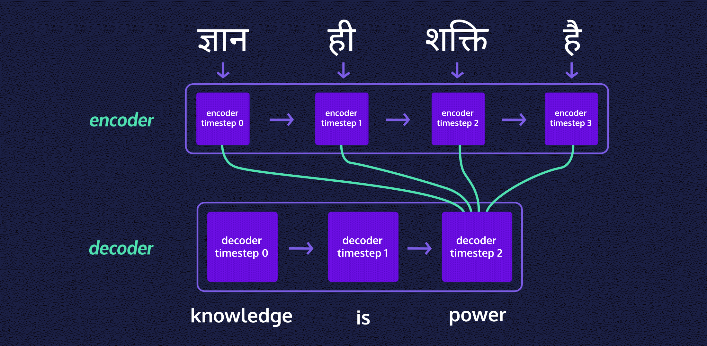 ज्ञान ही शक्ति है
encoder
encoder
timestep 0
encoder
timestep 1
encoder
timestep 2
encoder
timestep 3
decoder
decoder
timestep 0
decoder
timestep 1
decoder
timestep 2
knowledge is power